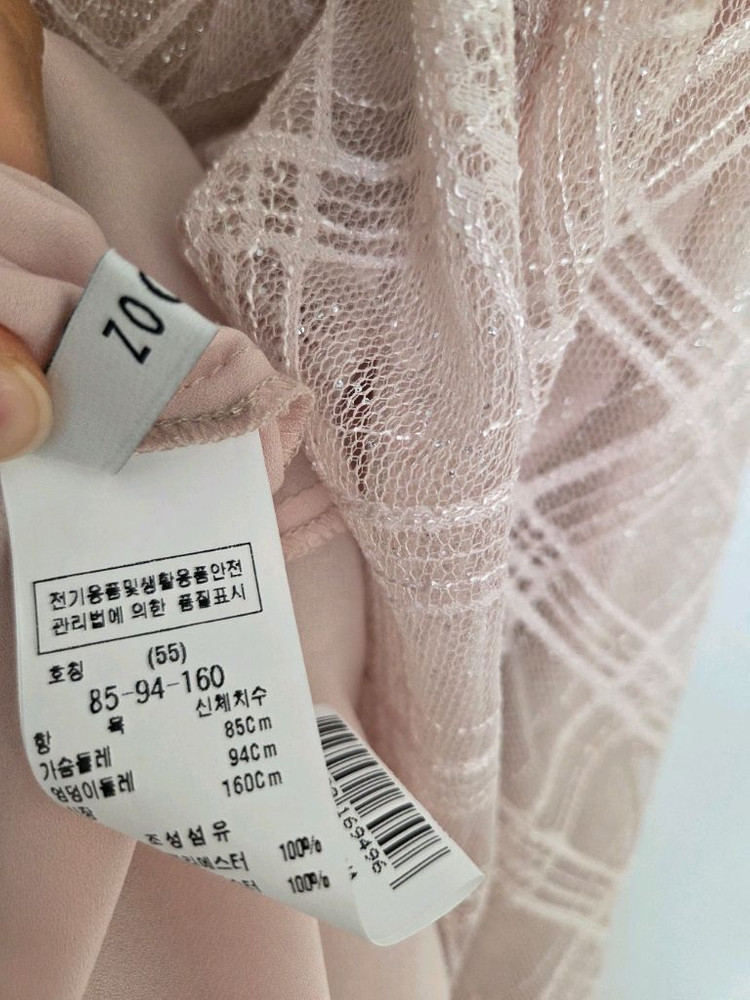 ZO
전기용품및생활용품안전
관리법에 의한 품질표시
호칭 (55)
85-94-160
항 목 신체치수
가슴둘레 85Cm
엉덩이둘레 94Cm
160Cm
조성섬유
100%
100%
169496